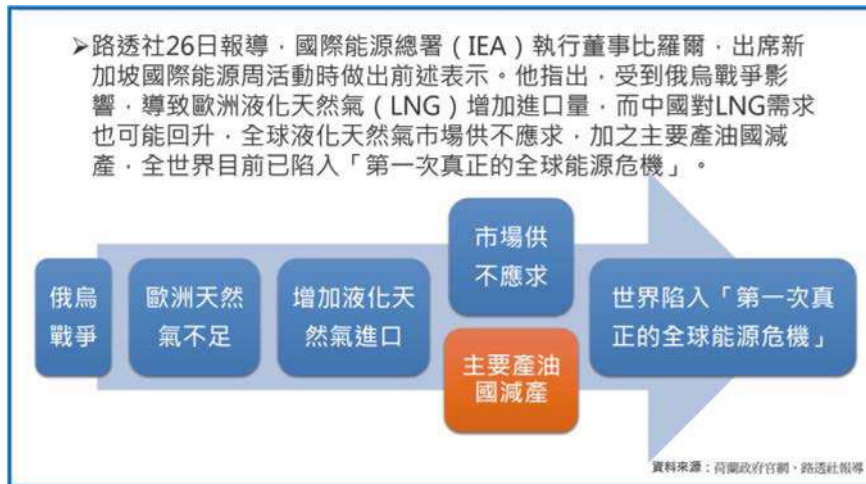 ➢路透社26日報導，國際能源總署（IEA）執行董事比羅爾，出席新
加坡國際能源周活動時做出前述表示。他指出，受到俄烏戰爭影
響，導致歐洲液化天然氣（LNG）增加進口量，而中國對LNG需求
也可能回升，全球液化天然氣市場供不應求，加之主要產油國減
產，全世界目前已陷入「第一次真正的全球能源危機」。
俄烏
戰爭
歐洲天然
氣不足
增加液化天
然氣進口
市場供
不應求
主要產油
國減產
世界陷入「第一次真
正的全球能源危機」
資料來源：荷蘭政府官網、路透社報導